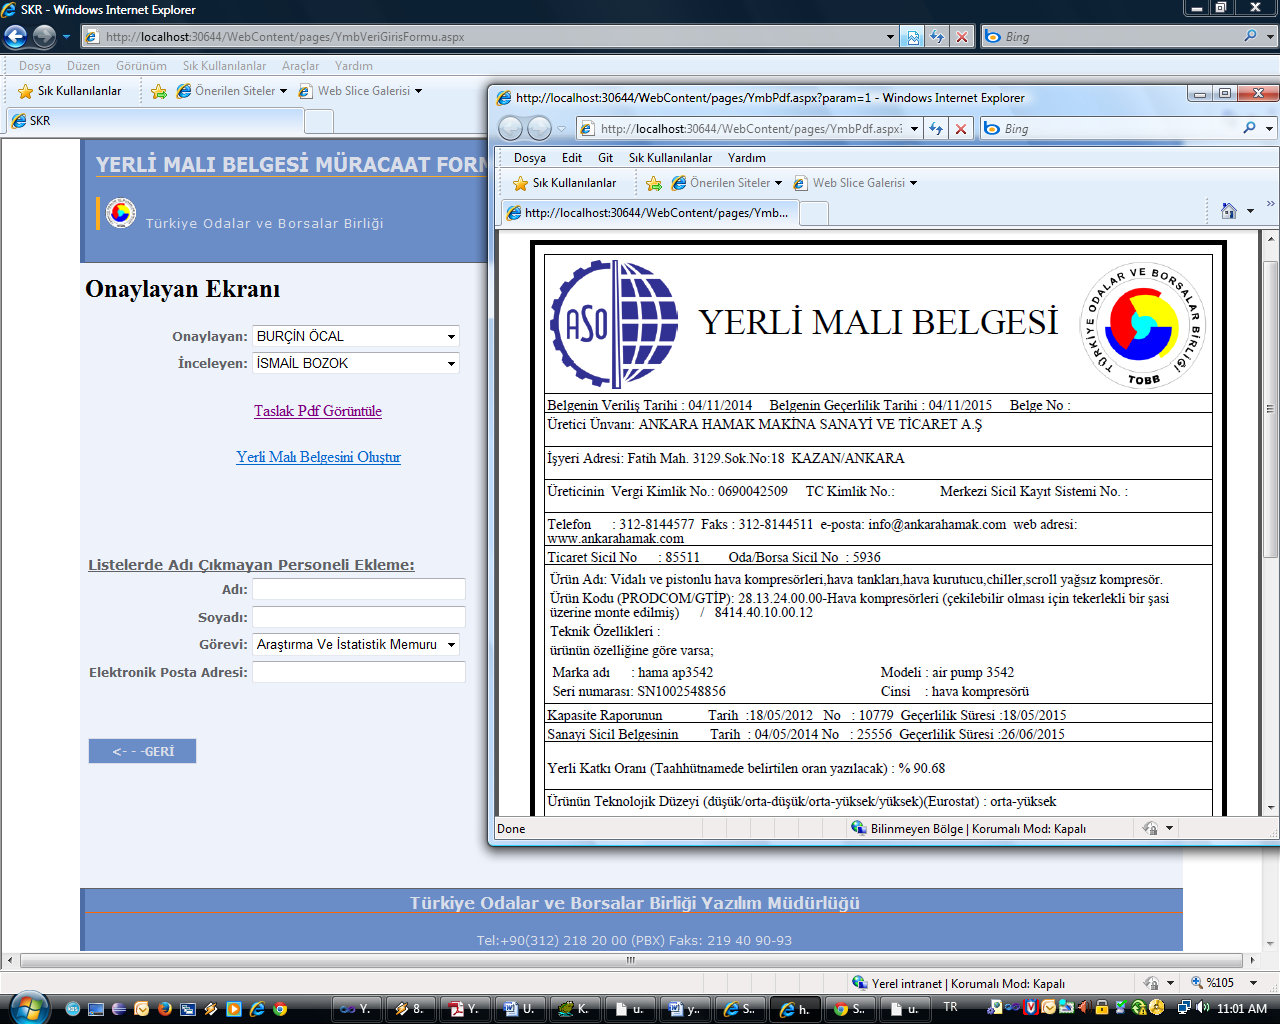 SKR - Windows Internet Explorer
http://localhost:30644/WebContent/pages/YmbVeriGirisFormu.aspx
Bing
Dosya Düzen Görünüm Sık Kullanılanlar Araçlar Yardım
Sık Kullanılanlar Önerilen Siteler Web Slice Galerisi
SKR
YERLİ MALI BELGESİ MÜRACAAT FORM
Türkiye Odalar ve Borsalar Birliği
Onaylayan Ekranı
Onaylayan: BURÇİN ÖCAL
İnceleyen: İSMAİL BOZOK
Taslak Pdf Görüntüle
Yerli Malı Belgesini Oluştur
Listelerde Adı Çıkmayan Personeli Ekleme:
Adı:
Soyadı:
Görevi: Araştırma Ve İstatistik Memuru
Elektronik Posta Adresi:
<- - -GERİ
http://localhost:30644/WebContent/pages/YmbPdf.aspx?param=1 - Windows Internet Explorer
http://localhost:30644/WebContent/pages/YmbPdf.aspx?
Bing
Dosya Edit Git Sık Kullanılanlar Yardım
Sık Kullanılanlar Önerilen Siteler Web Slice Galerisi
http://localhost:30644/WebContent/pages/Ymb...
ASO
YERLİ MALI BELGESİ
TÜRKİYE ODALAR VE BORSALAR BİRLİĞİ
TOBB
Belgenin Veriliş Tarihi : 04/11/2014 Belgenin Geçerlilik Tarihi : 04/11/2015 Belge No :
Üretici Ünvanı: ANKARA HAMAK MAKİNA SANAYİ VE TİCARET A.Ş
İşyeri Adresi: Fatih Mah. 3129.Sok.No:18 KAZAN/ANKARA
Üreticinin Vergi Kimlik No.: 0690042509 TC Kimlik No.: Merkezi Sicil Kayıt Sistemi No. :
Telefon : 312-8144577 Faks : 312-8144511 e-posta: info@ankarahamak.com web adresi:
www.ankarahamak.com
Ticaret Sicil No : 85511 Oda/Borsa Sicil No : 5936
Ürün Adı: Vidalı ve pistonlu hava kompresörleri,hava tankları,hava kurutucu,chiller,scroll yağsız kompresör.
Ürün Kodu (PRODCOM/GTİP): 28.13.24.00.00-Hava kompresörleri (çekilebilir olması için tekerlekli bir şasi
üzerine monte edilmiş) / 8414.40.10.00.12
Teknik Özellikleri :
ürünün özelliğine göre varsa;
Marka adı : hama ap3542 Modeli : air pump 3542
Seri numarası: SN1002548856 Cinsi : hava kompresörü
Kapasite Raporunun Tarih :18/05/2012 No : 10779 Geçerlilik Süresi :18/05/2015
Sanayi Sicil Belgesinin Tarih : 04/05/2014 No : 25556 Geçerlilik Süresi :26/06/2015
Yerli Katkı Oranı (Taahhütnamede belirtilen oran yazılacak) : % 90.68
Ürünün Teknolojik Düzeyi (düşük/orta-düşük/orta-yüksek/yüksek)(Eurostat) : orta-yüksek
Done Bilinmeyen Bölge | Korumalı Mod: Kapalı
Türkiye Odalar ve Borsalar Birliği Yazılım Müdürlüğü
Tel:+90(312) 218 20 00 (PBX) Faks: 219 40 90-93
Yerel intranet | Korumalı Mod: Kapalı %105
Y. 8. Y. U. K. u. y.. S.. h. S.. u. TR 11:01 AM